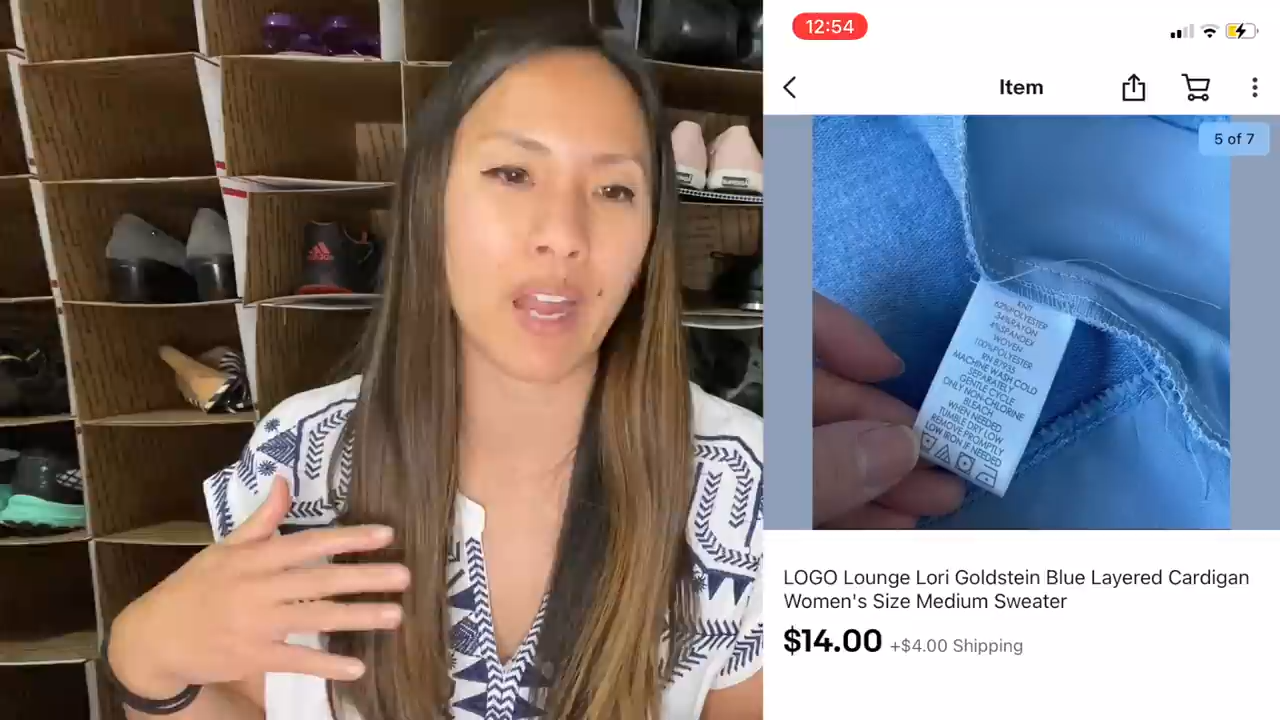 12:54
Item
5 of 7
KNIT
62%POLYESTER
34%RAYON
4%SPANDEX
WOVEN
100%POLYESTER
RN 87935
MACHINE WASH COLD
SEPARATELY
GENTLE CYCLE
ONLY NON-CHLORINE
BLEACH
WHEN NEEDED
TUMBLE DRY LOW
REMOVE PROMPTLY
LOW IRON IF NEEDED
LOGO Lounge Lori Goldstein Blue Layered Cardigan
Women's Size Medium Sweater
$14.00 +$4.00 Shipping